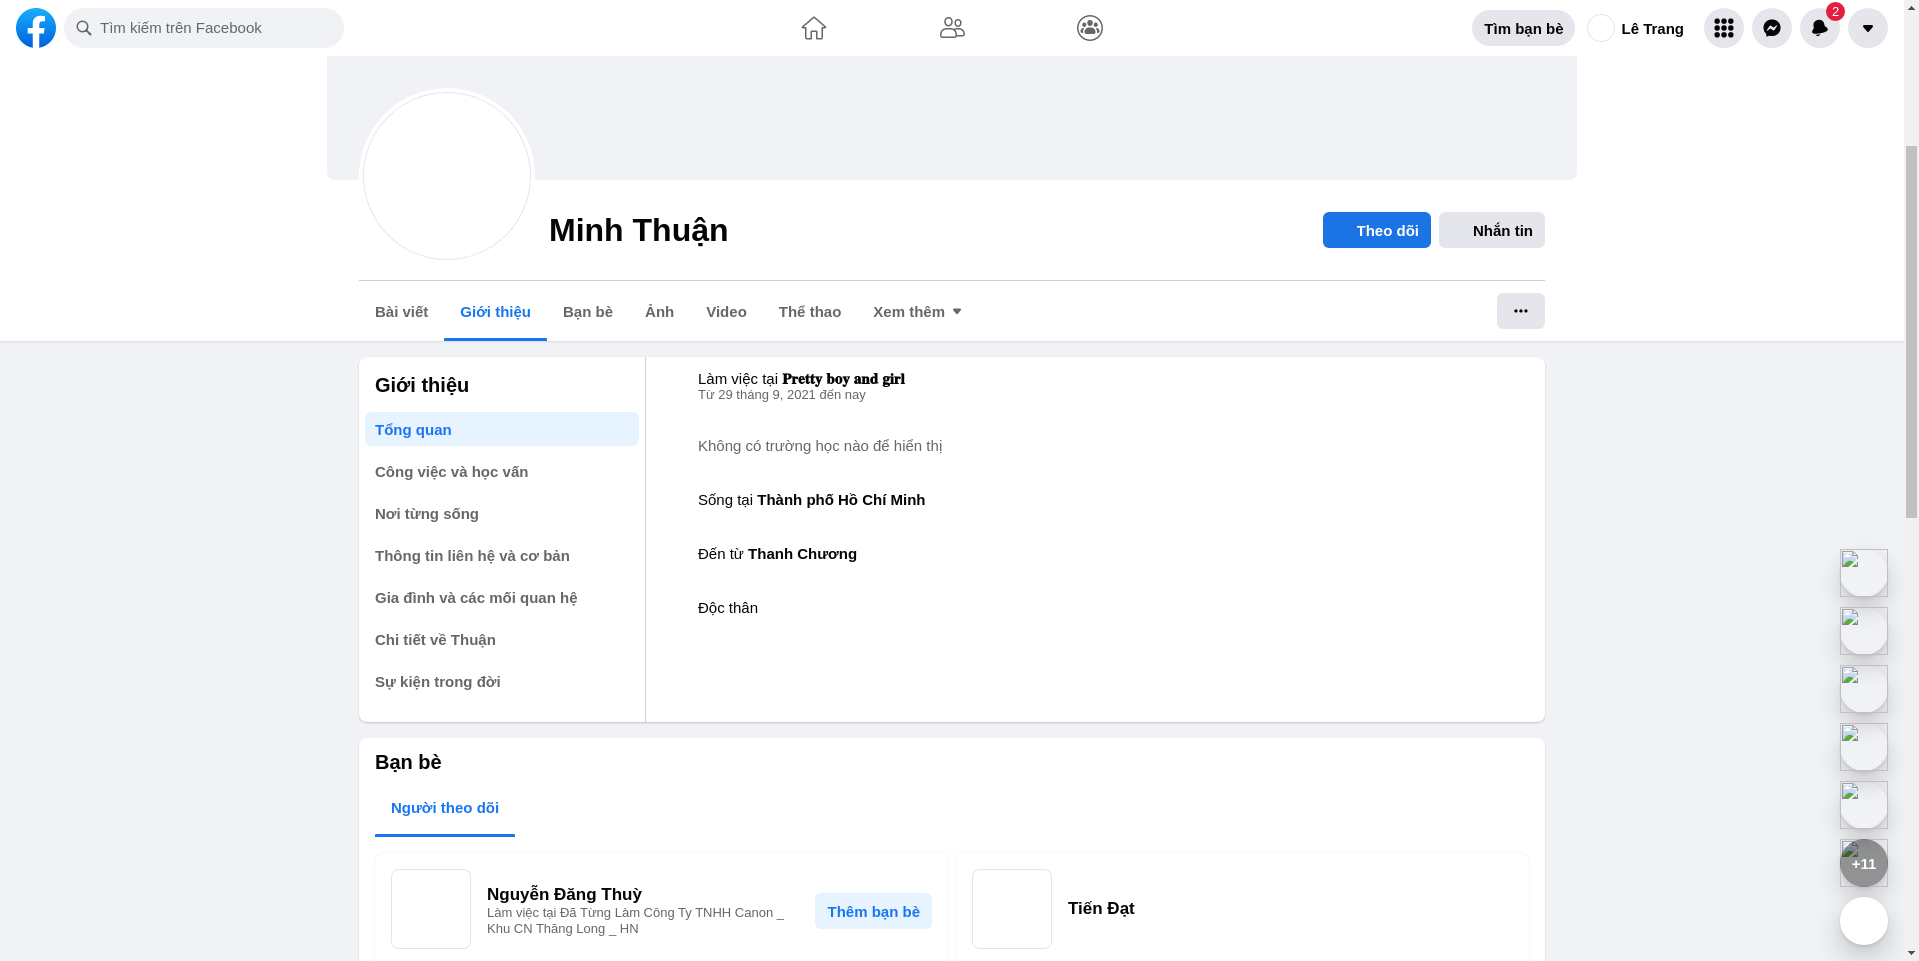 Tìm kiếm trên Facebook
Tìm bạn bè
Lê Trang
2
Minh Thuận
Theo dõi
Nhắn tin
Bài viết
Giới thiệu
Bạn bè
Ảnh
Video
Thể thao
Xem thêm
Giới thiệu
Tổng quan
Công việc và học vấn
Nơi từng sống
Thông tin liên hệ và cơ bản
Gia đình và các mối quan hệ
Chi tiết về Thuận
Sự kiện trong đời
Làm việc tại 𝐏𝐫𝐞𝐭𝐭𝐲 𝐛𝐨𝐲 𝐚𝐧𝐝 𝐠𝐢𝐫𝐥
Từ 29 tháng 9, 2021 đến nay
Không có trường học nào để hiển thị
Sống tại Thành phố Hồ Chí Minh
Đến từ Thanh Chương
Độc thân
Bạn bè
Người theo dõi
Nguyễn Đăng Thuỳ
Làm việc tại Đã Từng Làm Công Ty TNHH Canon _
Khu CN Thăng Long _ HN
Thêm bạn bè
Tiến Đạt
+11